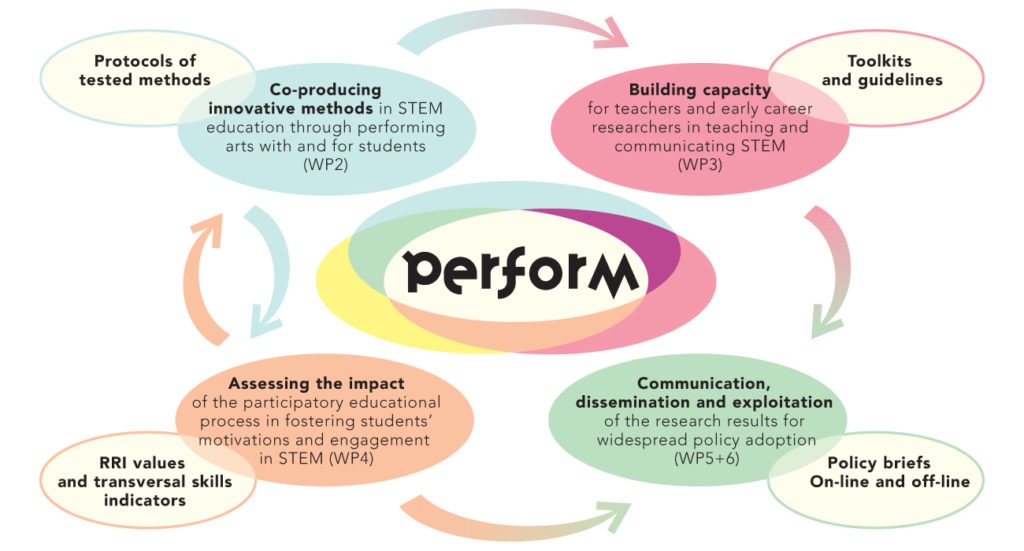 Protocols of
tested methods
Co-producing
innovative methods in STEM
education through performing
arts with and for students
(WP2)
Building capacity
for teachers and early career
researchers in teaching and
communicating STEM
(WP3)
Toolkits
and guidelines
perform
Assessing the impact
of the participatory educational
process in fostering students’
motivations and engagement
in STEM (WP4)
RRI values
and transversal skills
indicators
Communication,
dissemination and exploitation
of the research results for
widespread policy adoption
(WP5+6)
Policy briefs
On-line and off-line